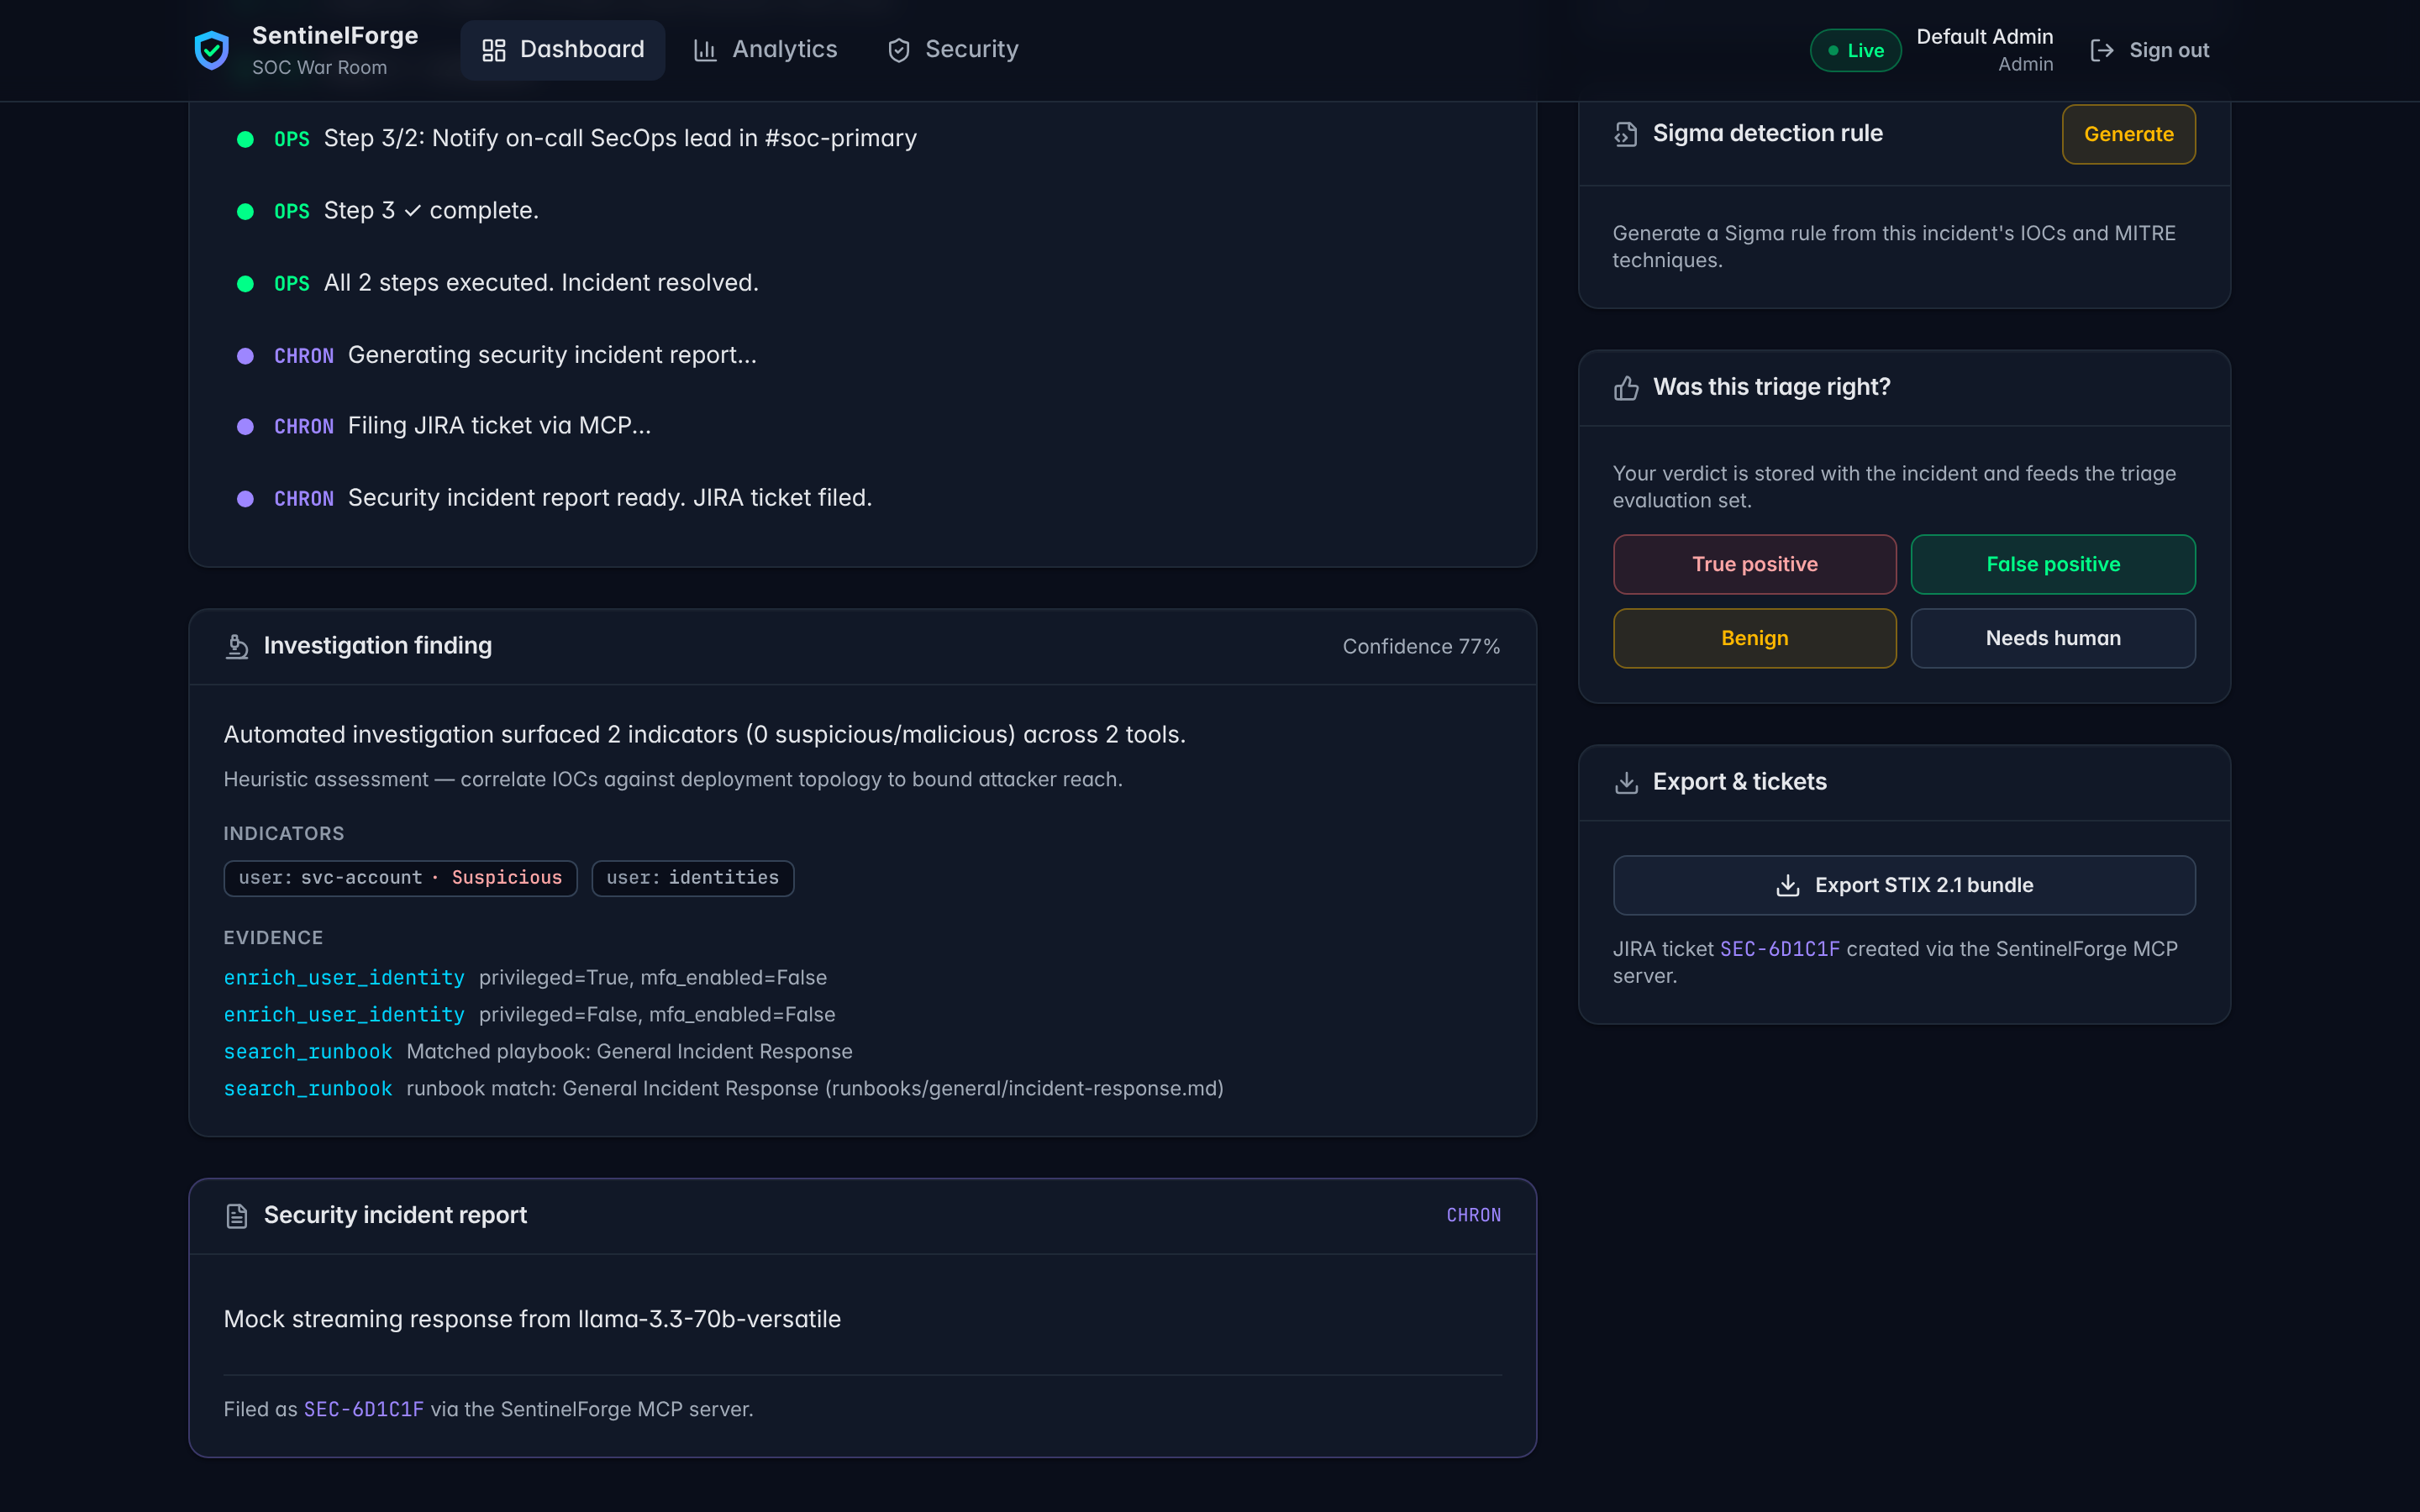 SentinelForge
SOC War Room
Dashboard
Analytics
Security
Live
Default Admin
Admin
Sign out
OPS Step 3/2: Notify on-call SecOps lead in #soc-primary
OPS Step 3 ✓ complete.
OPS All 2 steps executed. Incident resolved.
CHRON Generating security incident report...
CHRON Filing JIRA ticket via MCP...
CHRON Security incident report ready. JIRA ticket filed.
Investigation finding
Confidence 77%
Automated investigation surfaced 2 indicators (0 suspicious/malicious) across 2 tools.
Heuristic assessment — correlate IOCs against deployment topology to bound attacker reach.
INDICATORS
user: svc-account · Suspicious
user: identities
EVIDENCE
enrich_user_identity privileged=True, mfa_enabled=False
enrich_user_identity privileged=False, mfa_enabled=False
search_runbook Matched playbook: General Incident Response
search_runbook runbook match: General Incident Response (runbooks/general/incident-response.md)
Security incident report
CHRON
Mock streaming response from llama-3.3-70b-versatile
Filed as SEC-6D1C1F via the SentinelForge MCP server.
Sigma detection rule
Generate
Generate a Sigma rule from this incident's IOCs and MITRE
techniques.
Was this triage right?
Your verdict is stored with the incident and feeds the triage
evaluation set.
True positive
False positive
Benign
Needs human
Export & tickets
Export STIX 2.1 bundle
JIRA ticket SEC-6D1C1F created via the SentinelForge MCP
server.